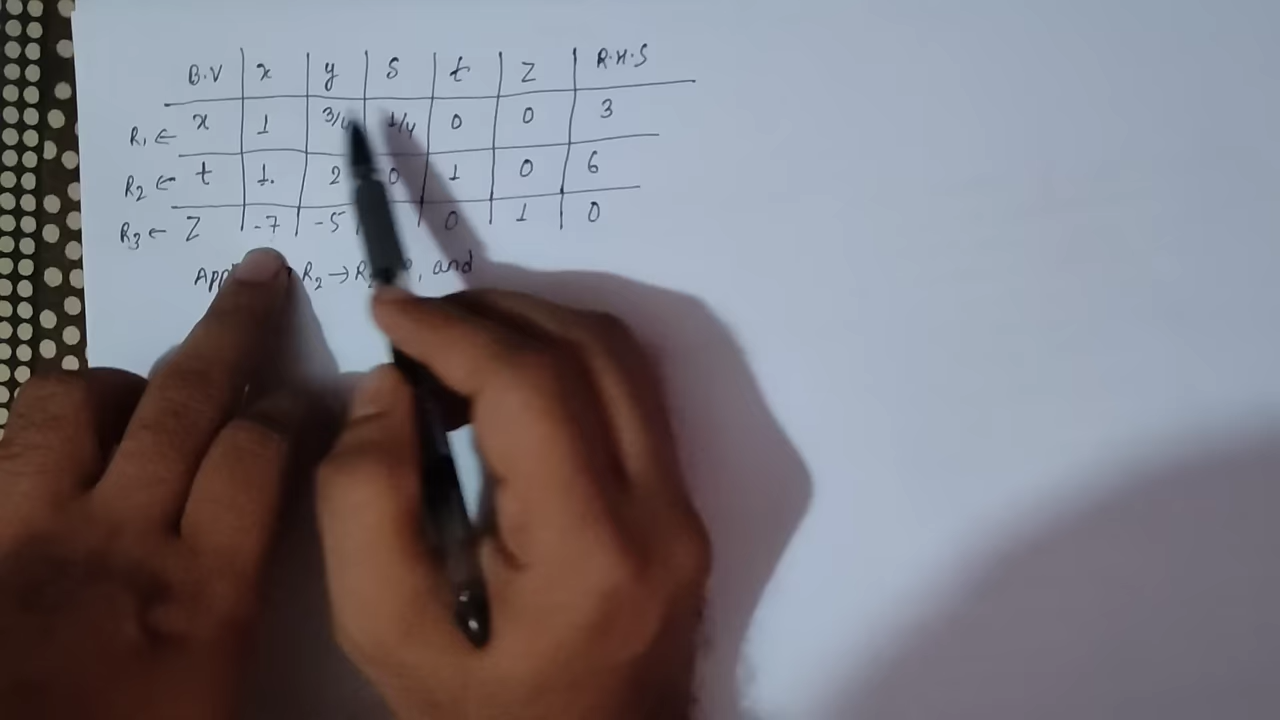 B.V x y S t Z R.H.S
R₁ ← x 1 3/4 1/4 0 0 3
R₂ ← t 1 2 0 1 0 6
R₃ ← Z -7 -5 0 1 0
R₂ → , and